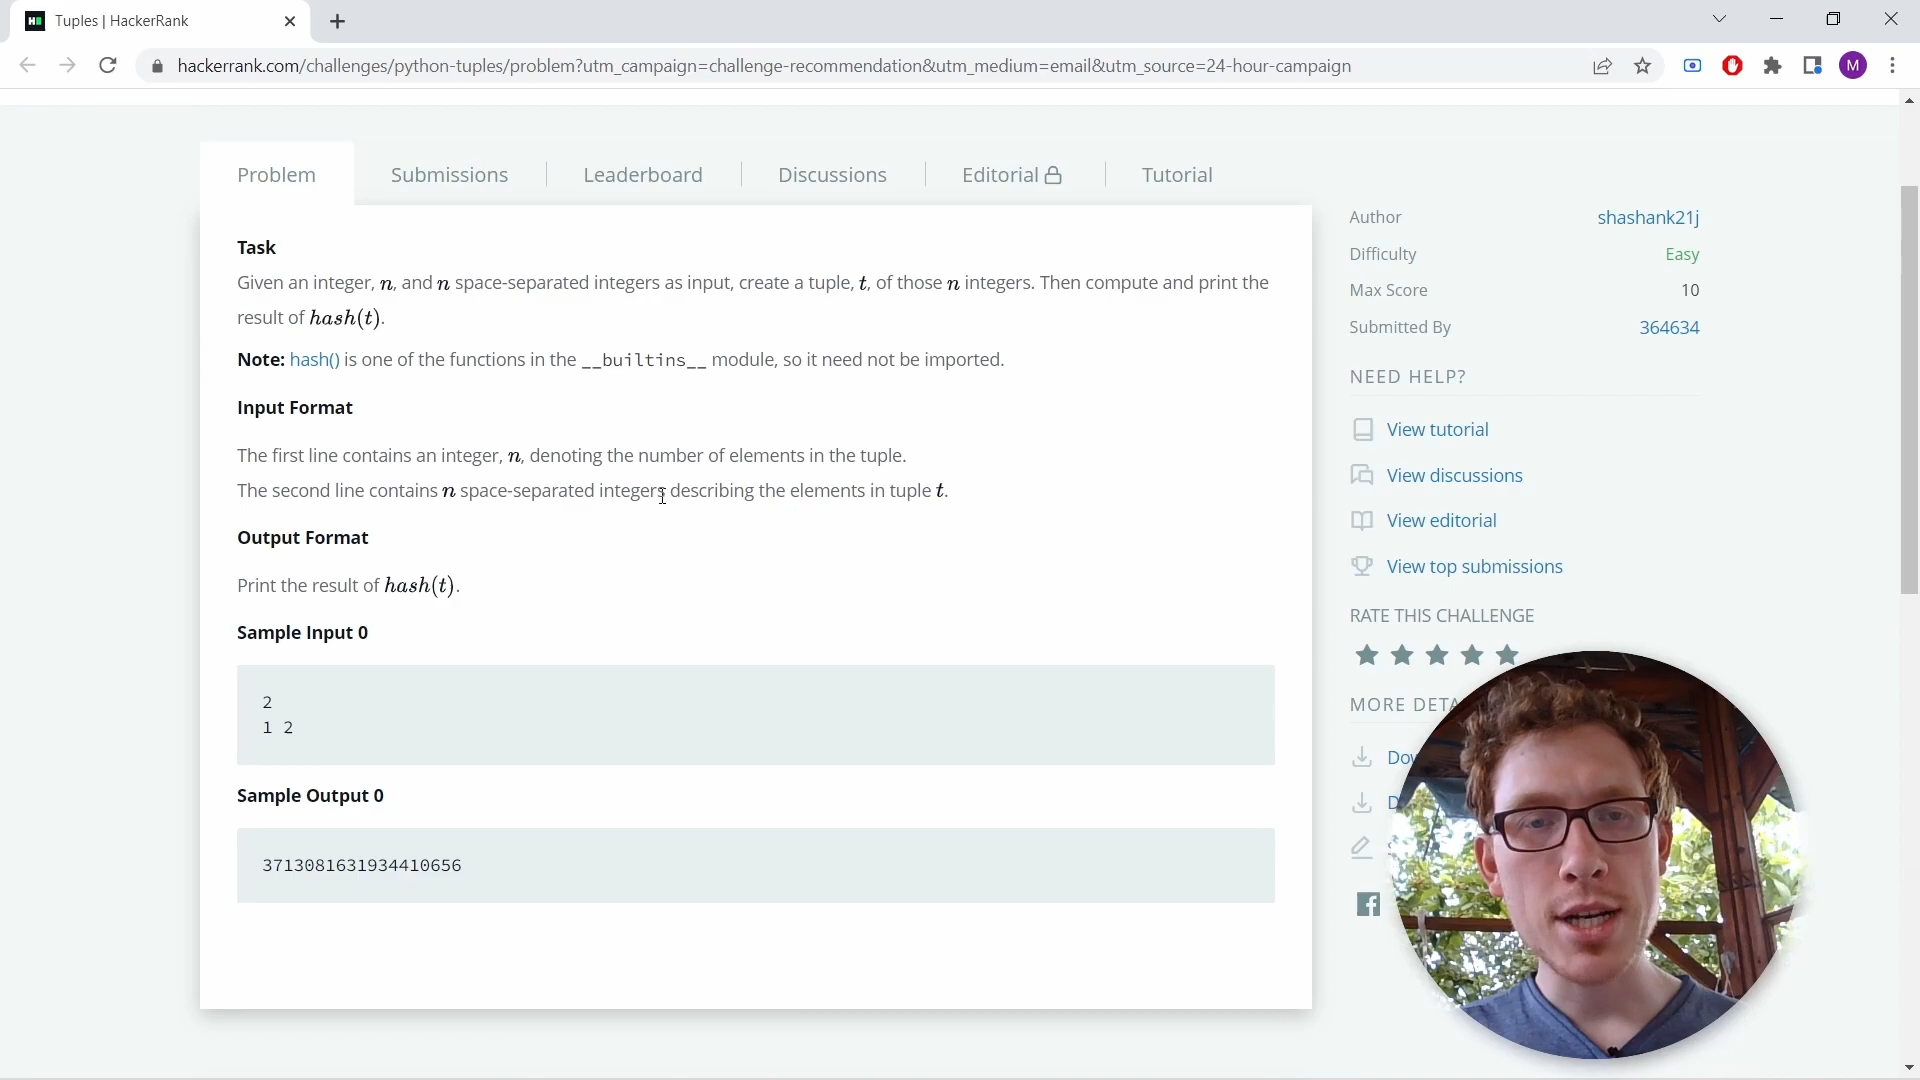 Tuples | HackerRank
hackerrank.com/challenges/python-tuples/problem?utm_campaign=challenge-recommendation&utm_medium=email&utm_source=24-hour-campaign
M
Problem
Submissions
Leaderboard
Discussions
Editorial
Tutorial
Task
Given an integer, n, and n space-separated integers as input, create a tuple, t, of those n integers. Then compute and print the
result of hash(t).
Note: hash() is one of the functions in the __builtins__ module, so it need not be imported.
Input Format
The first line contains an integer, n, denoting the number of elements in the tuple.
The second line contains n space-separated integers describing the elements in tuple t.
Output Format
Print the result of hash(t).
Sample Input 0
2
1 2
Sample Output 0
3713081631934410656
Author shashank21j
Difficulty Easy
Max Score 10
Submitted By 364634
NEED HELP?
View tutorial
View discussions
View editorial
View top submissions
RATE THIS CHALLENGE
MORE DETA
Dow
D